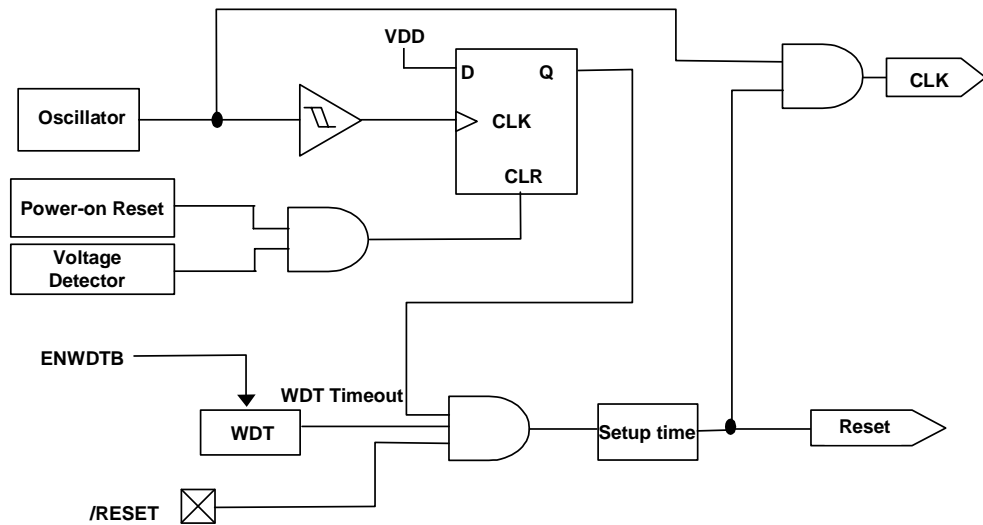 VDD
D
Q
CLK
Oscillator
CLK
CLR
Power-on Reset
Voltage
Detector
ENWDTB
WDT Timeout
WDT
Setup time
Reset
/RESET